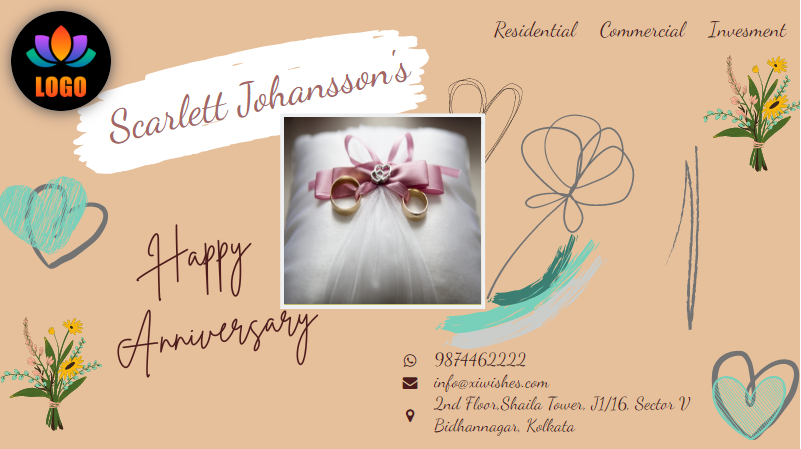 Residential Commercial Invesment
LOGO
Scarlett Johansson's
Happy
Anniversary
1
9874462222
info@xiwishes.com
2nd Floor,Shaila Tower, J1/16, Sector V
Bidhannagar, Kolkata